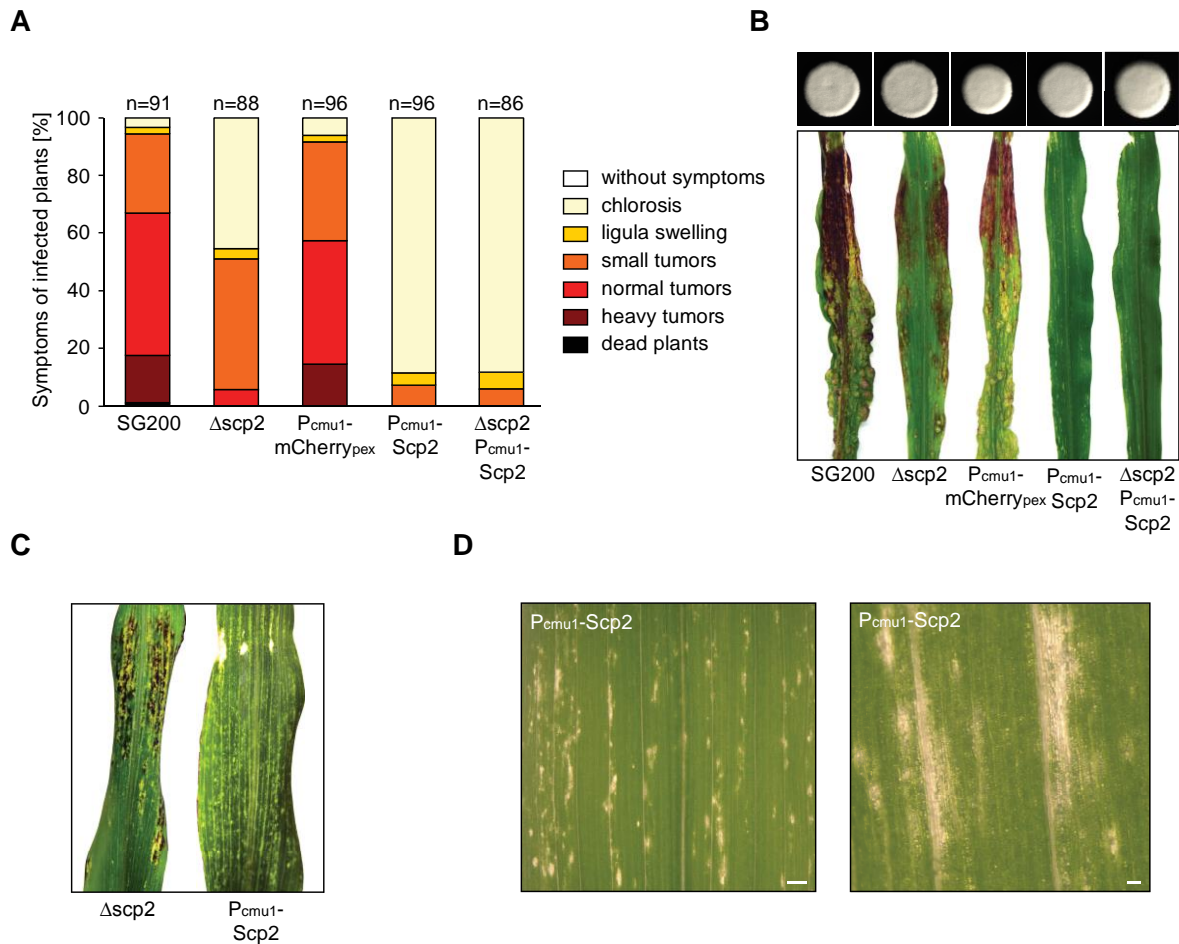 A
n=91 n=88 n=96 n=96 n=86
Symptoms of infected plants [%]
100
80
60
40
20
0
SG200
Δscp2
Pcmu1-
mCherrypex
Pcmu1-
Scp2
Δscp2
Pcmu1-
Scp2
without symptoms
chlorosis
ligula swelling
small tumors
normal tumors
heavy tumors
dead plants
B
SG200
Δscp2
Pcmu1-
mCherrypex
Pcmu1-
Scp2
Δscp2
Pcmu1-
Scp2
C
Δscp2
Pcmu1-
Scp2
D
Pcmu1-Scp2
Pcmu1-Scp2